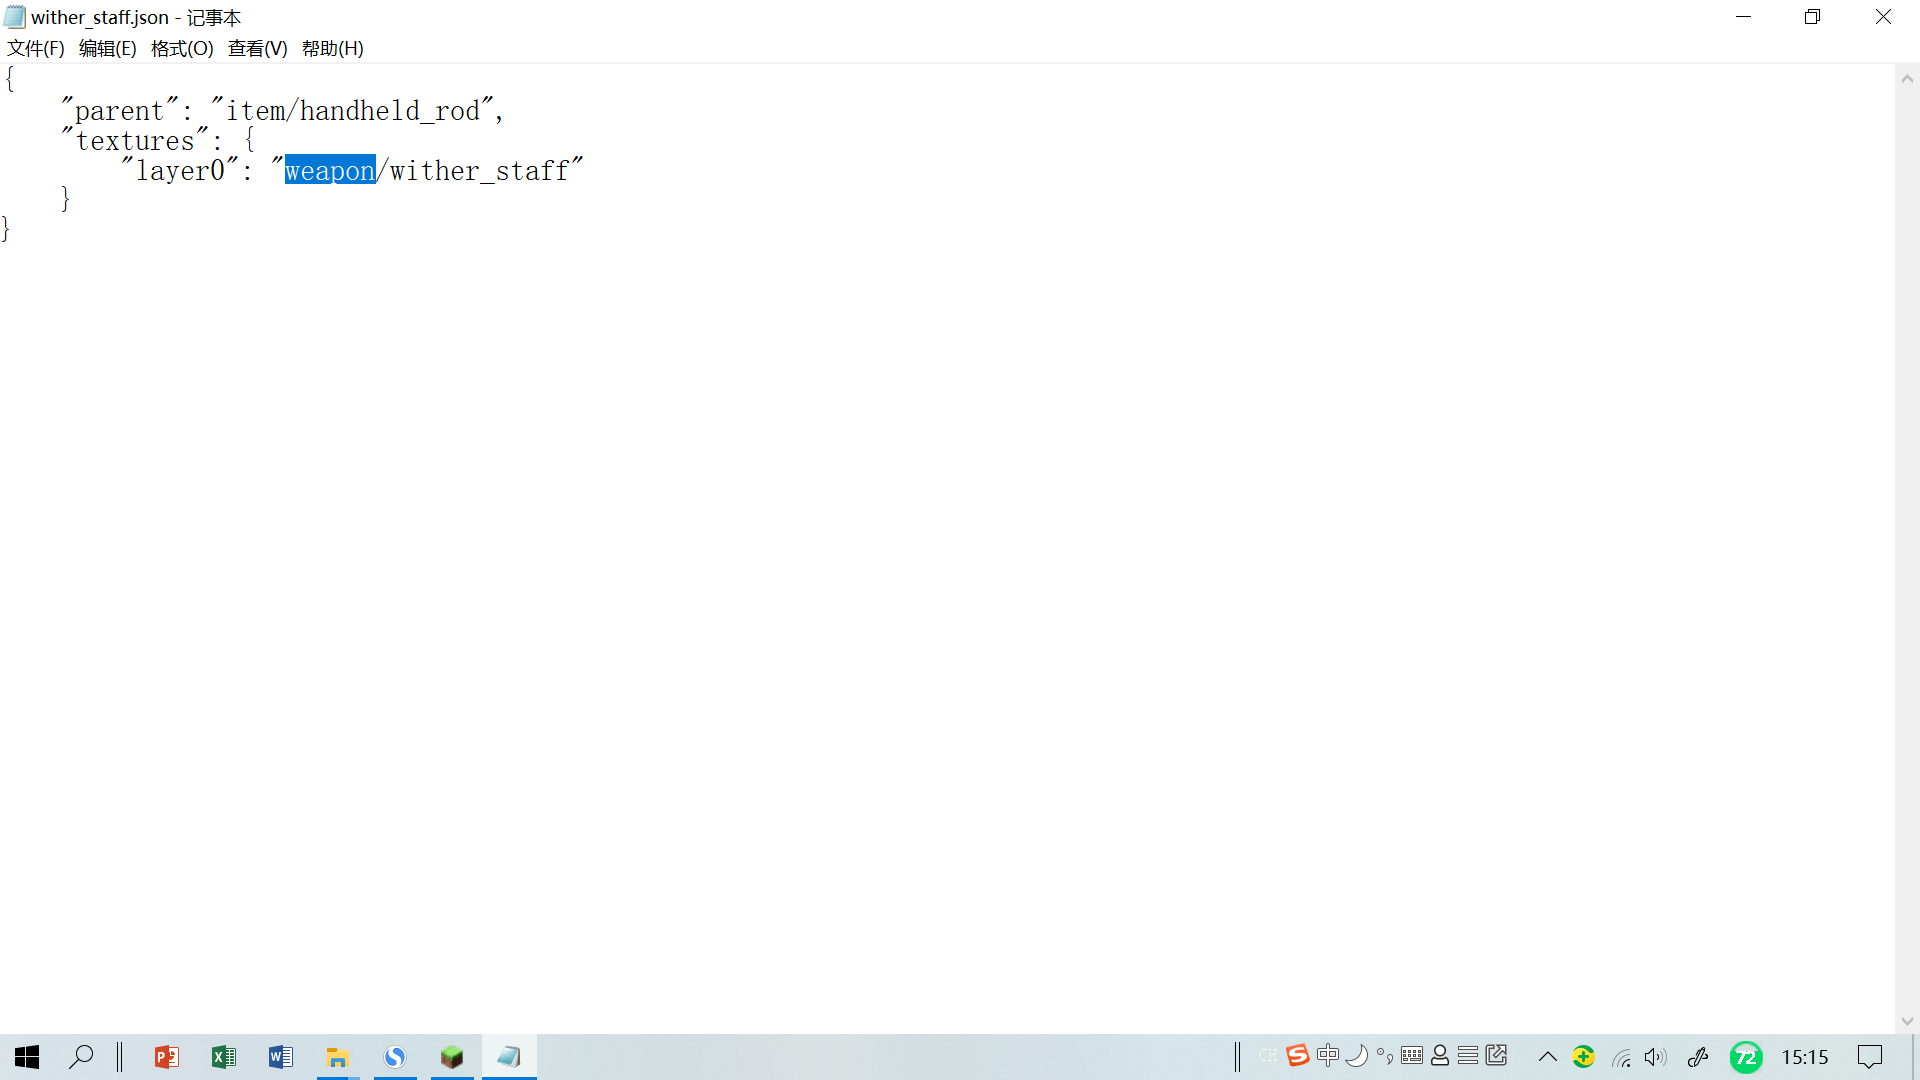 wither_staff.json - 记事本
文件(F) 编辑(E) 格式(O) 查看(V) 帮助(H)
{
    "parent": "item/handheld_rod",
    "textures": {
        "layer0": "weapon/wither_staff"
    }
}
CH 中 72 15:15